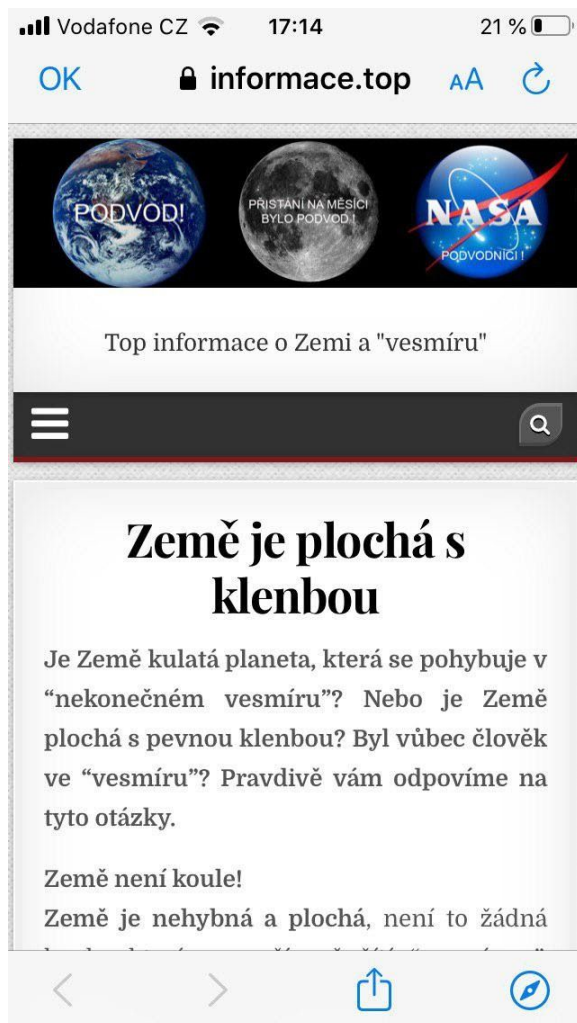 Vodafone CZ 17:14 21 %
OK informace.top AA
PODVOD!
PŘISTÁNÍ NA MĚSÍCI
BYLO PODVOD !
NASA
PODVODNÍCI !
Top informace o Zemi a "vesmíru"
Země je plochá s
klenbou
Je Země kulatá planeta, která se pohybuje v
“nekonečném vesmíru”? Nebo je Země
plochá s pevnou klenbou? Byl vůbec člověk
ve “vesmíru”? Pravdivě vám odpovíme na
tyto otázky.
Země není koule!
Země je nehybná a plochá, není to žádná